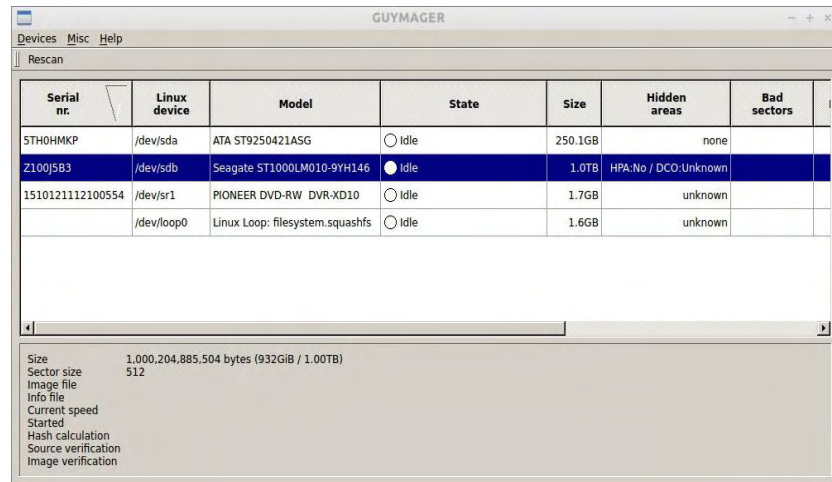 GUYMAGER
Devices Misc Help
Rescan
Serial nr. Linux device Model State Size Hidden areas Bad sectors
5TH0HMKP /dev/sda ATA ST9250421ASG Idle 250.1GB none
Z100J5B3 /dev/sdb Seagate ST1000LM010-9YH146 Idle 1.0TB HPA:No / DCO:Unknown
1510121112100554 /dev/sr1 PIONEER DVD-RW DVR-XD10 Idle 1.7GB unknown
/dev/loop0 Linux Loop: filesystem.squashfs Idle 1.6GB unknown
Size 1,000,204,885,504 bytes (932GiB / 1.00TB)
Sector size 512
Image file
Info file
Current speed
Started
Hash calculation
Source verification
Image verification